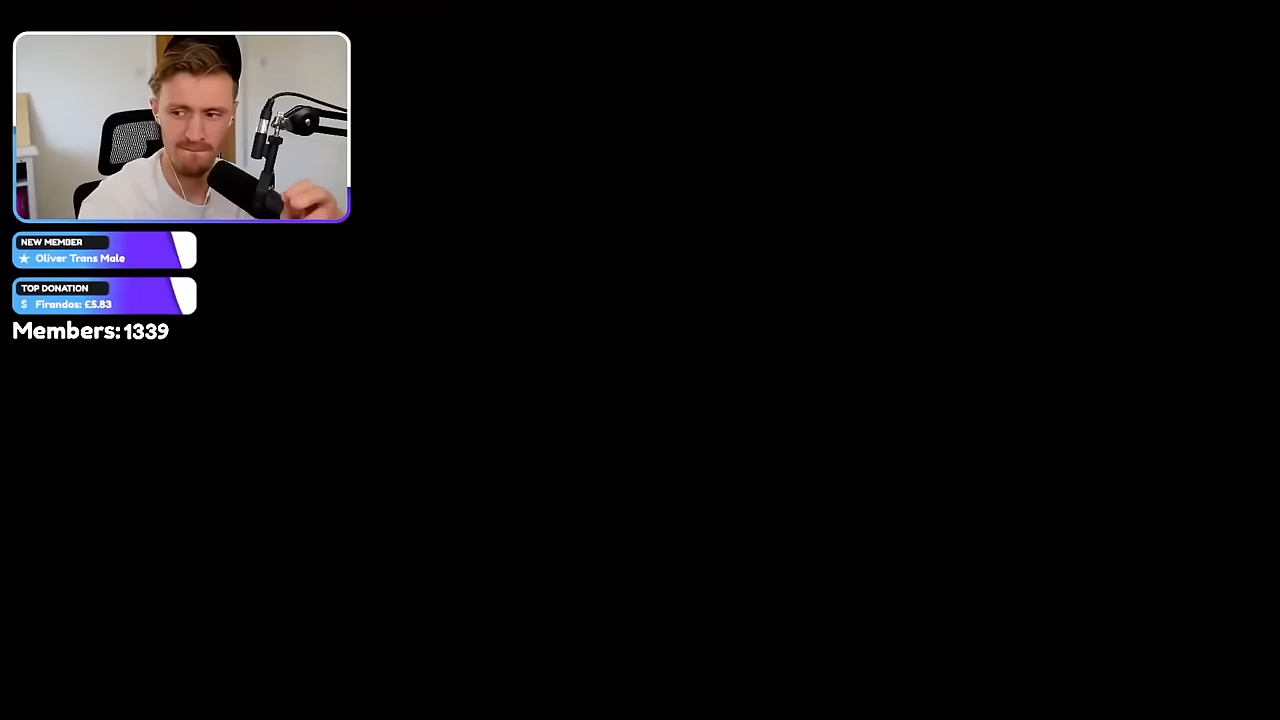 NEW MEMBER
★ Oliver Trans Male
TOP DONATION
$ Firandos: £5.83
Members: 1339